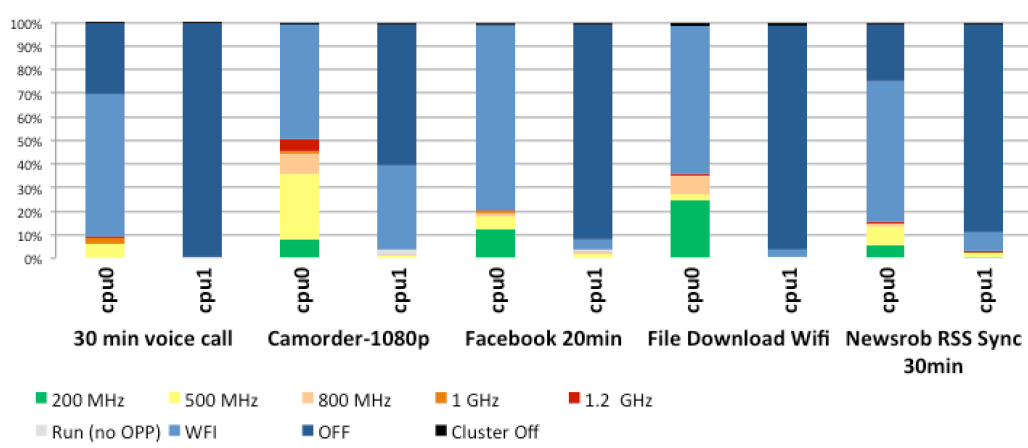 100%
90%
80%
70%
60%
50%
40%
30%
20%
10%
0%
cpu0 cpu1 cpu0 cpu1 cpu0 cpu1 cpu0 cpu1 cpu0 cpu1
30 min voice call Camorder-1080p Facebook 20min File Download Wifi Newsrob RSS Sync
30min
200 MHz 500 MHz 800 MHz 1 GHz 1.2 GHz
Run (no OPP) WFI OFF Cluster Off